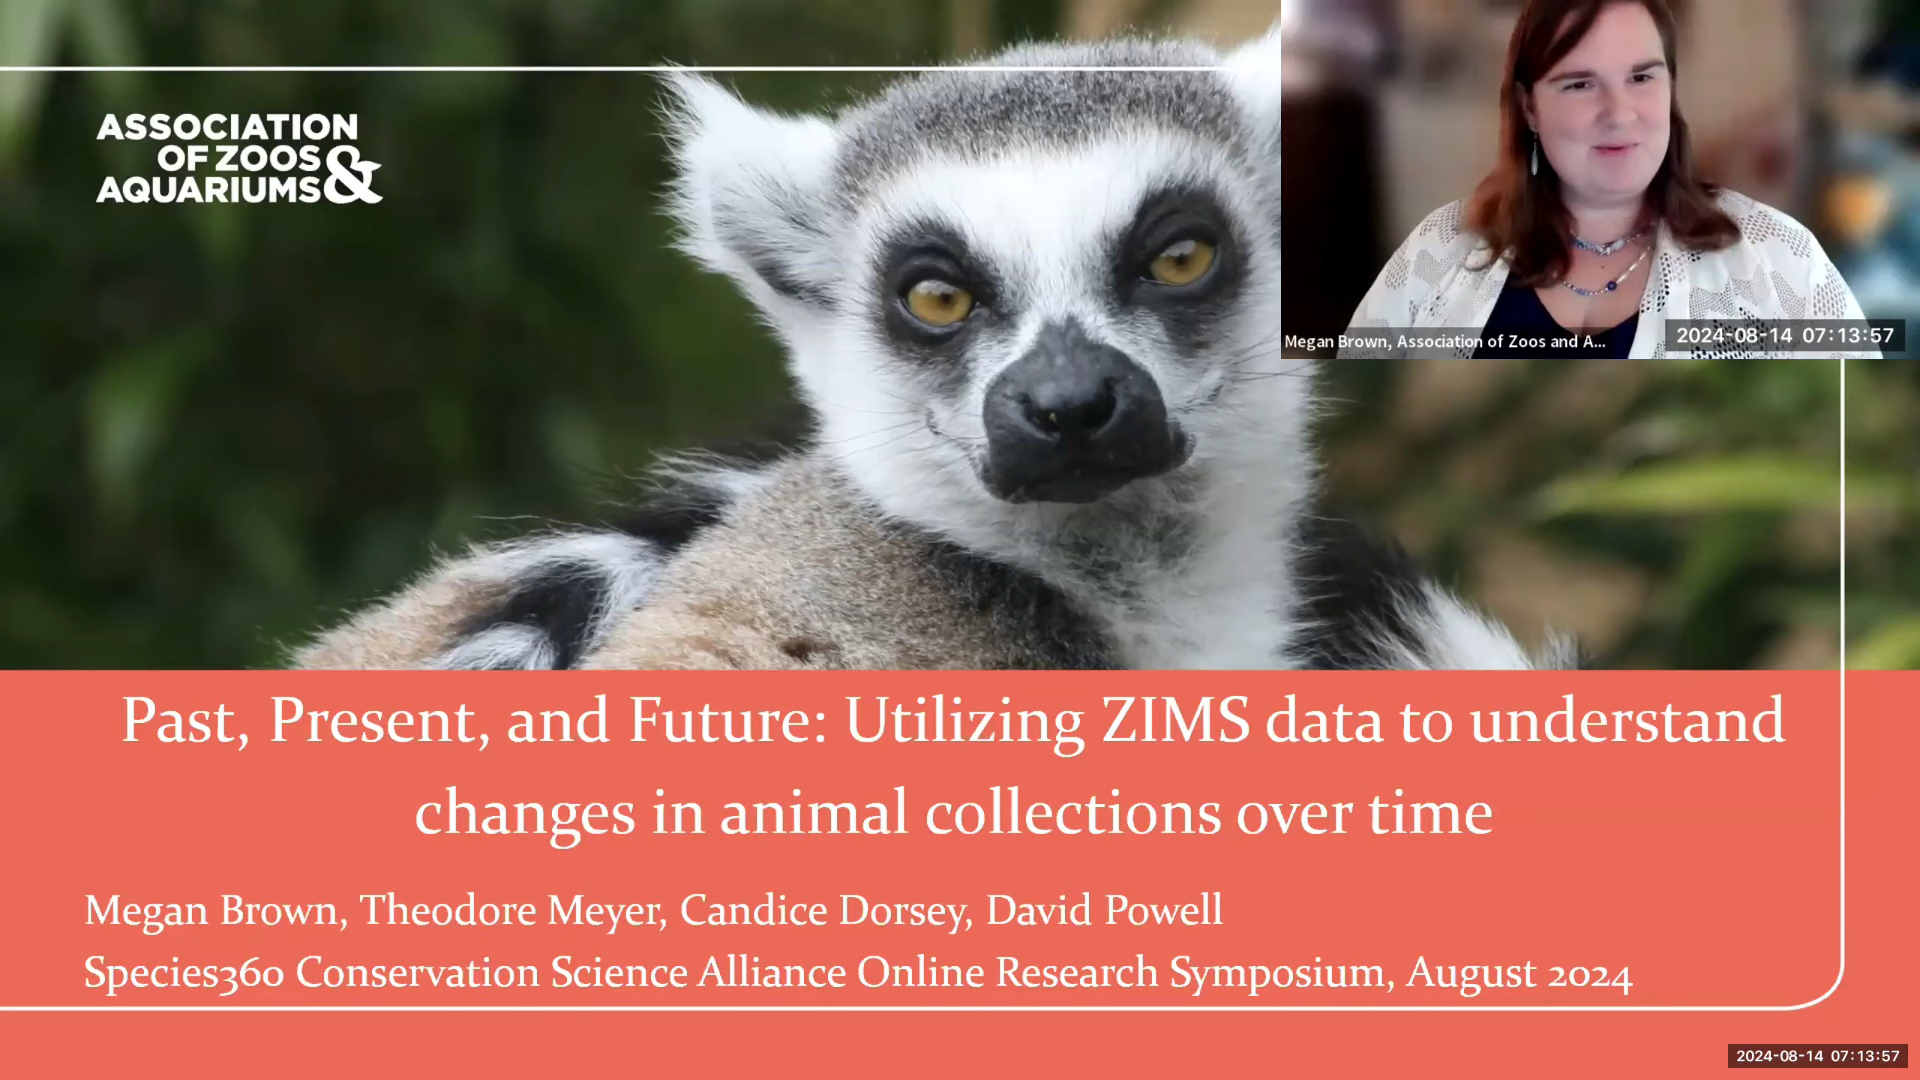 ASSOCIATION
OF ZOOS &
AQUARIUMS
Megan Brown, Association of Zoos and A...
2024-08-14 07:13:57
Past, Present, and Future: Utilizing ZIMS data to understand
changes in animal collections over time
Megan Brown, Theodore Meyer, Candice Dorsey, David Powell
Species360 Conservation Science Alliance Online Research Symposium, August 2024
2024-08-14 07:13:57